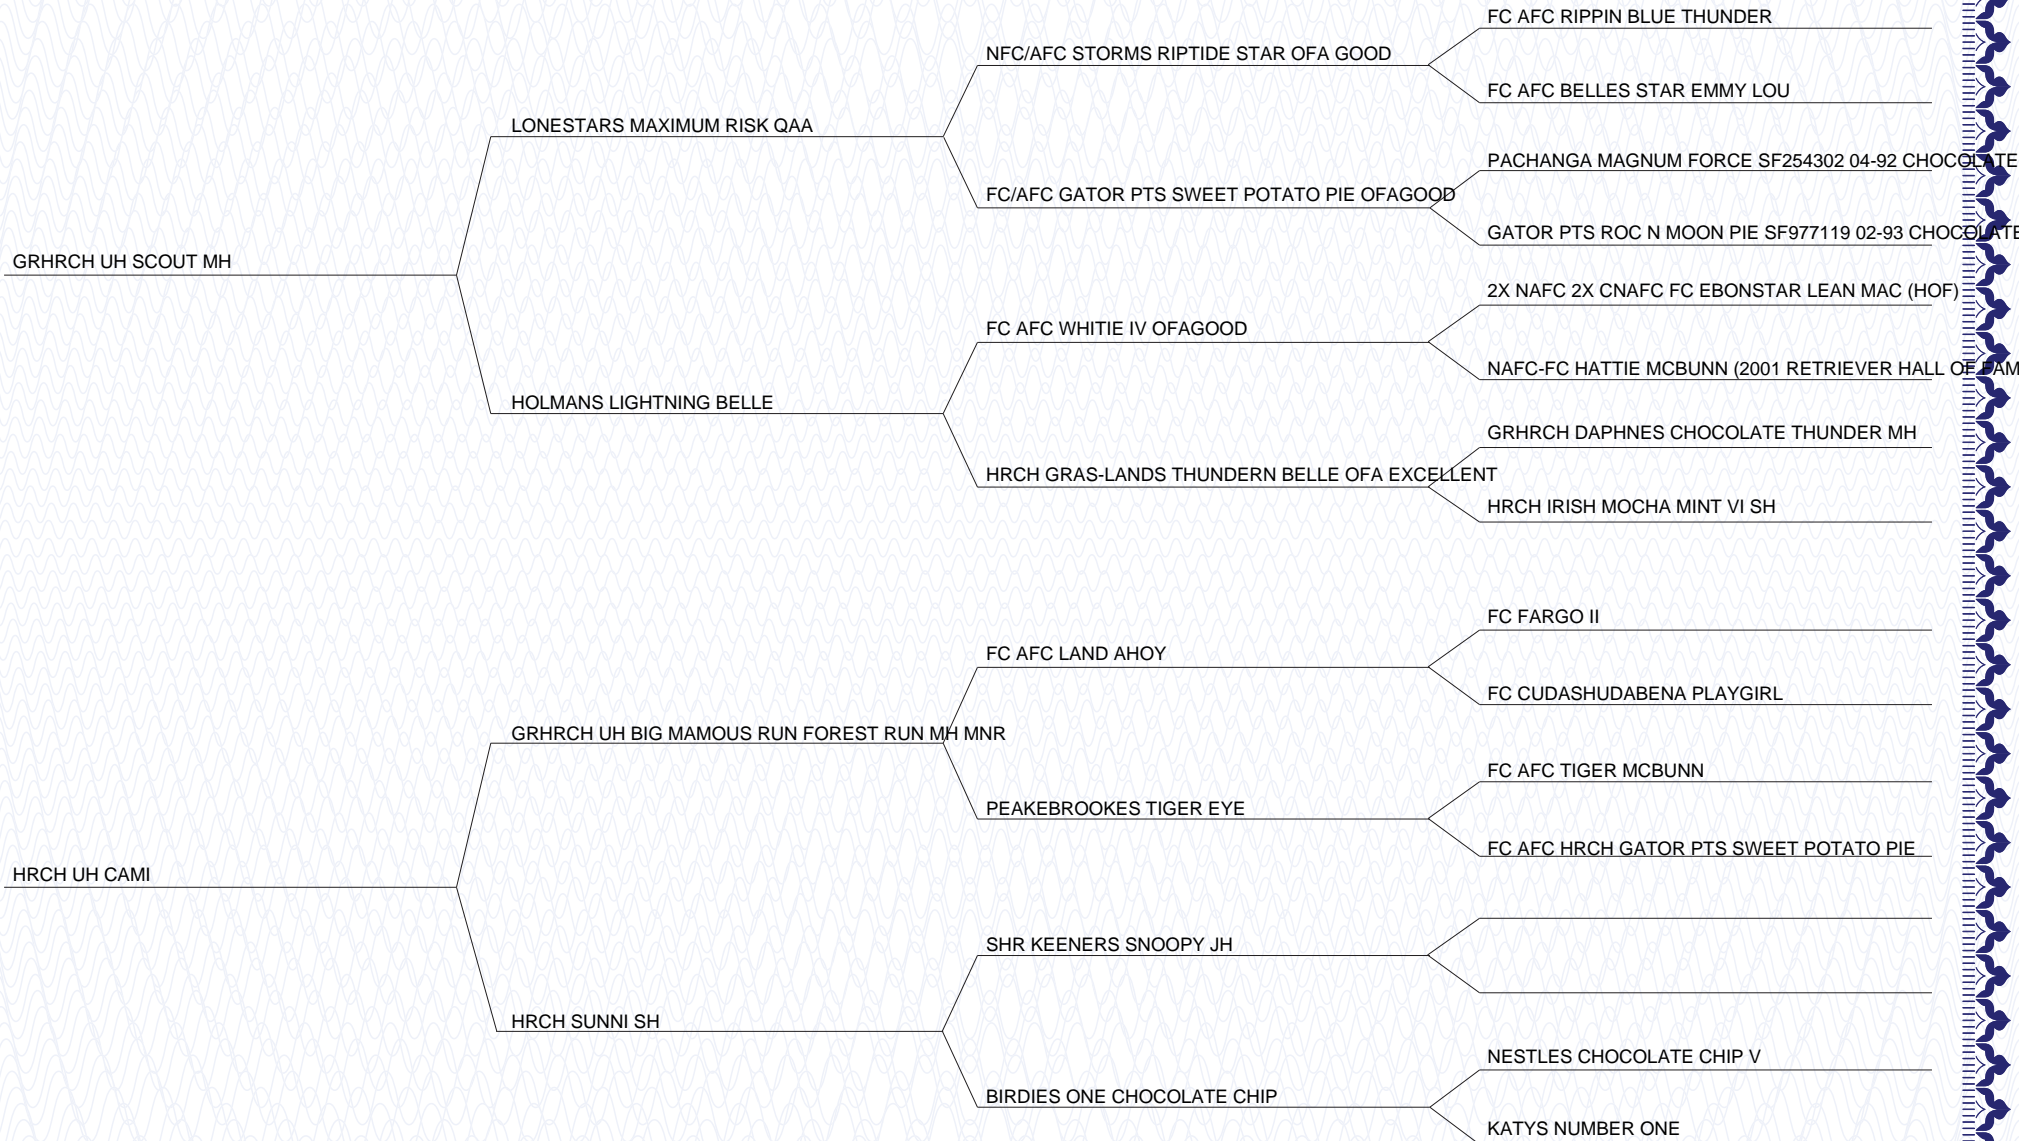 FC AFC RIPPIN BLUE THUNDER
NFC/AFC STORMS RIPTIDE STAR OFA GOOD
FC AFC BELLES STAR EMMY LOU
LONESTARS MAXIMUM RISK QAA
PACHANGA MAGNUM FORCE SF254302 04-92 CHOCOLATE
FC/AFC GATOR PTS SWEET POTATO PIE OFAGOOD
GATOR PTS ROC N MOON PIE SF977119 02-93 CHOCOLATE
GRHRCH UH SCOUT MH
2X NAFC 2X CNAFC FC EBONSTAR LEAN MAC (HOF)
FC AFC WHITIE IV OFAGOOD
NAFC-FC HATTIE MCBUNN (2001 RETRIEVER HALL OF FAM
HOLMANS LIGHTNING BELLE
GRHRCH DAPHNES CHOCOLATE THUNDER MH
HRCH GRAS-LANDS THUNDERN BELLE OFA EXCELLENT
HRCH IRISH MOCHA MINT VI SH
FC FARGO II
FC AFC LAND AHOY
FC CUDASHUDABENA PLAYGIRL
GRHRCH UH BIG MAMOUS RUN FOREST RUN MH MNR
FC AFC TIGER MCBUNN
PEAKEBROOKES TIGER EYE
FC AFC HRCH GATOR PTS SWEET POTATO PIE
HRCH UH CAMI
SHR KEENERS SNOOPY JH
HRCH SUNNI SH
NESTLES CHOCOLATE CHIP V
BIRDIES ONE CHOCOLATE CHIP
KATYS NUMBER ONE